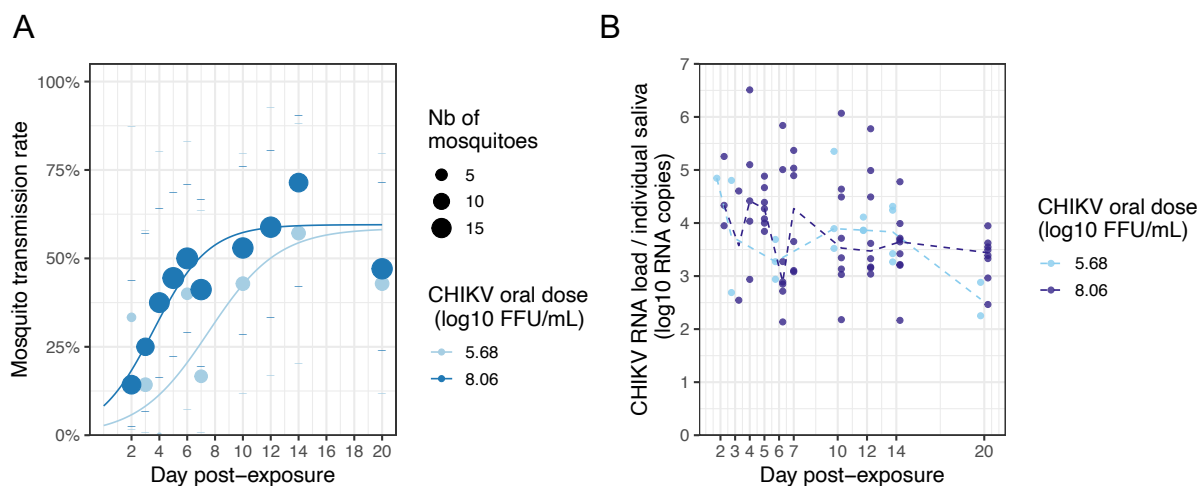 A
Mosquito transmission rate
100%
75%
50%
25%
0%
2 4 6 8 10 12 14 20
Day post−exposure
Nb of
mosquitoes
5
10
15
CHIKV oral dose
(log10 FFU/mL)
5.68
8.06
B
CHIKV RNA load / individual saliva
(log10 RNA copies)
7
6
5
4
3
2
1
0
2 3 4 5 6 7 10 12 14 20
Day post−exposure
CHIKV oral dose
(log10 FFU/mL)
5.68
8.06